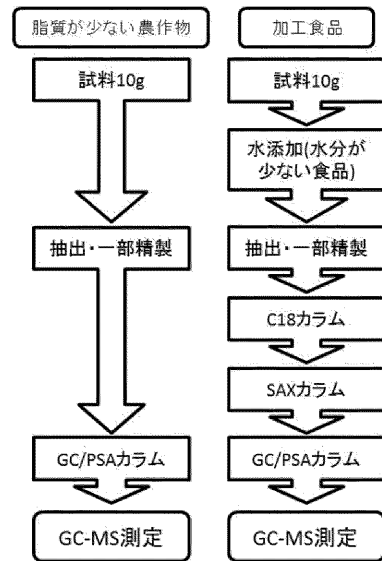 脂質が少ない農作物
試料10g
抽出・一部精製
GC/PSAカラム
GC-MS測定
加工食品
試料10g
水添加(水分が
少ない食品)
抽出・一部精製
C18カラム
SAXカラム
GC/PSAカラム
GC-MS測定